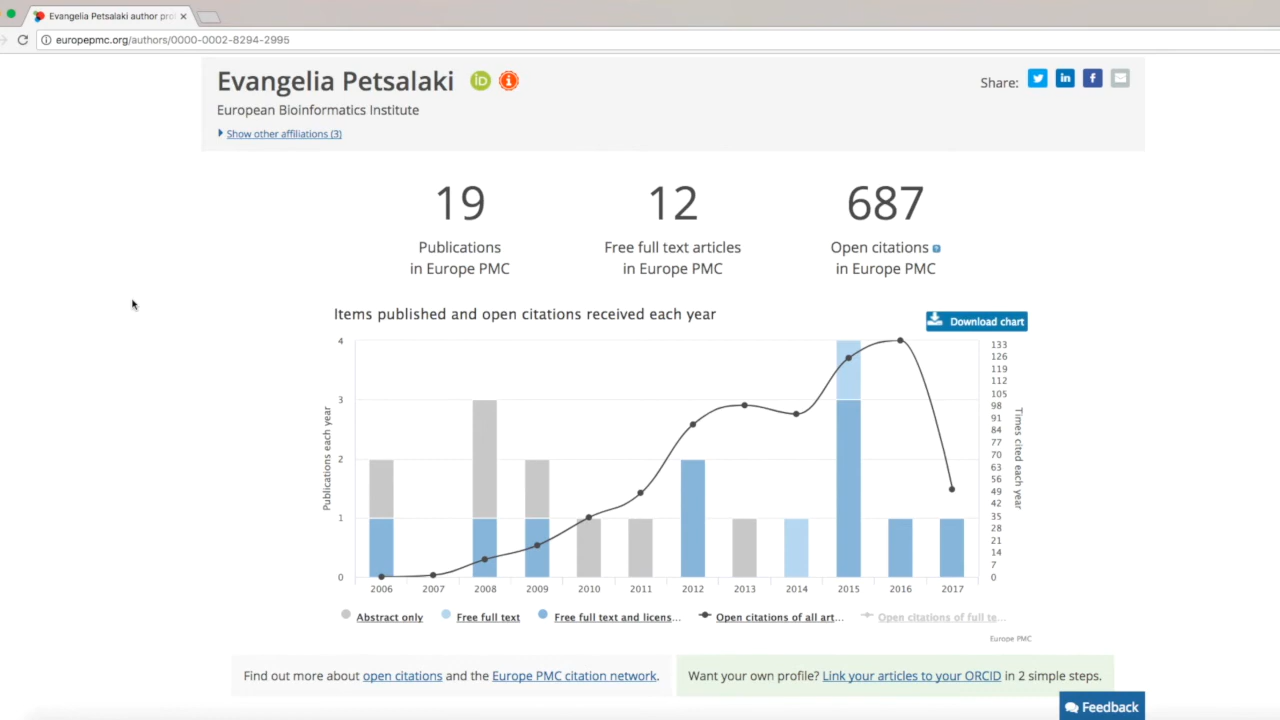 Evangelia Petsalaki author pro
europepmc.org/authors/0000-0002-8294-2995
Evangelia Petsalaki iD
European Bioinformatics Institute
Show other affiliations (3)
Share:
19
Publications
in Europe PMC
12
Free full text articles
in Europe PMC
687
Open citations ?
in Europe PMC
Items published and open citations received each year
Download chart
Publications each year
4
3
2
1
0
133
126
119
112
105
98
91
84
77
70
63
56
49
42
35
28
21
14
7
0
Times cited each year
2006 2007 2008 2009 2010 2011 2012 2013 2014 2015 2016 2017
Abstract only Free full text Free full text and licens... Open citations of all art... Open citations of full te...
Europe PMC
Find out more about open citations and the Europe PMC citation network.
Want your own profile? Link your articles to your ORCID in 2 simple steps.
Feedback